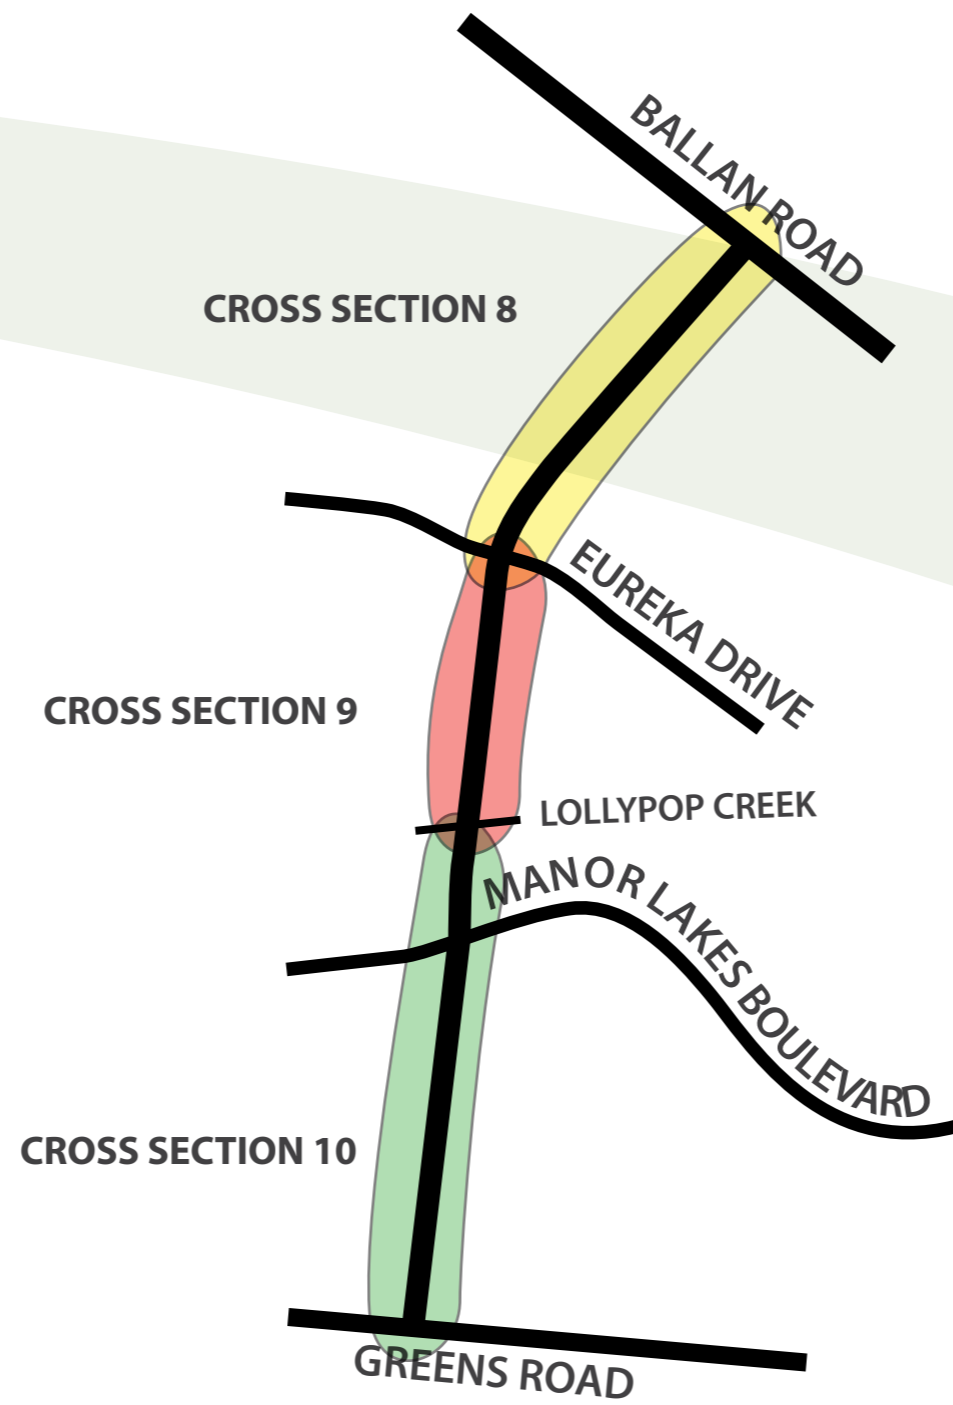 BALLAN ROAD
CROSS SECTION 8
EUREKA DRIVE
CROSS SECTION 9
LOLLYPOP CREEK
MANOR LAKES BOULEVARD
CROSS SECTION 10
GREENS ROAD